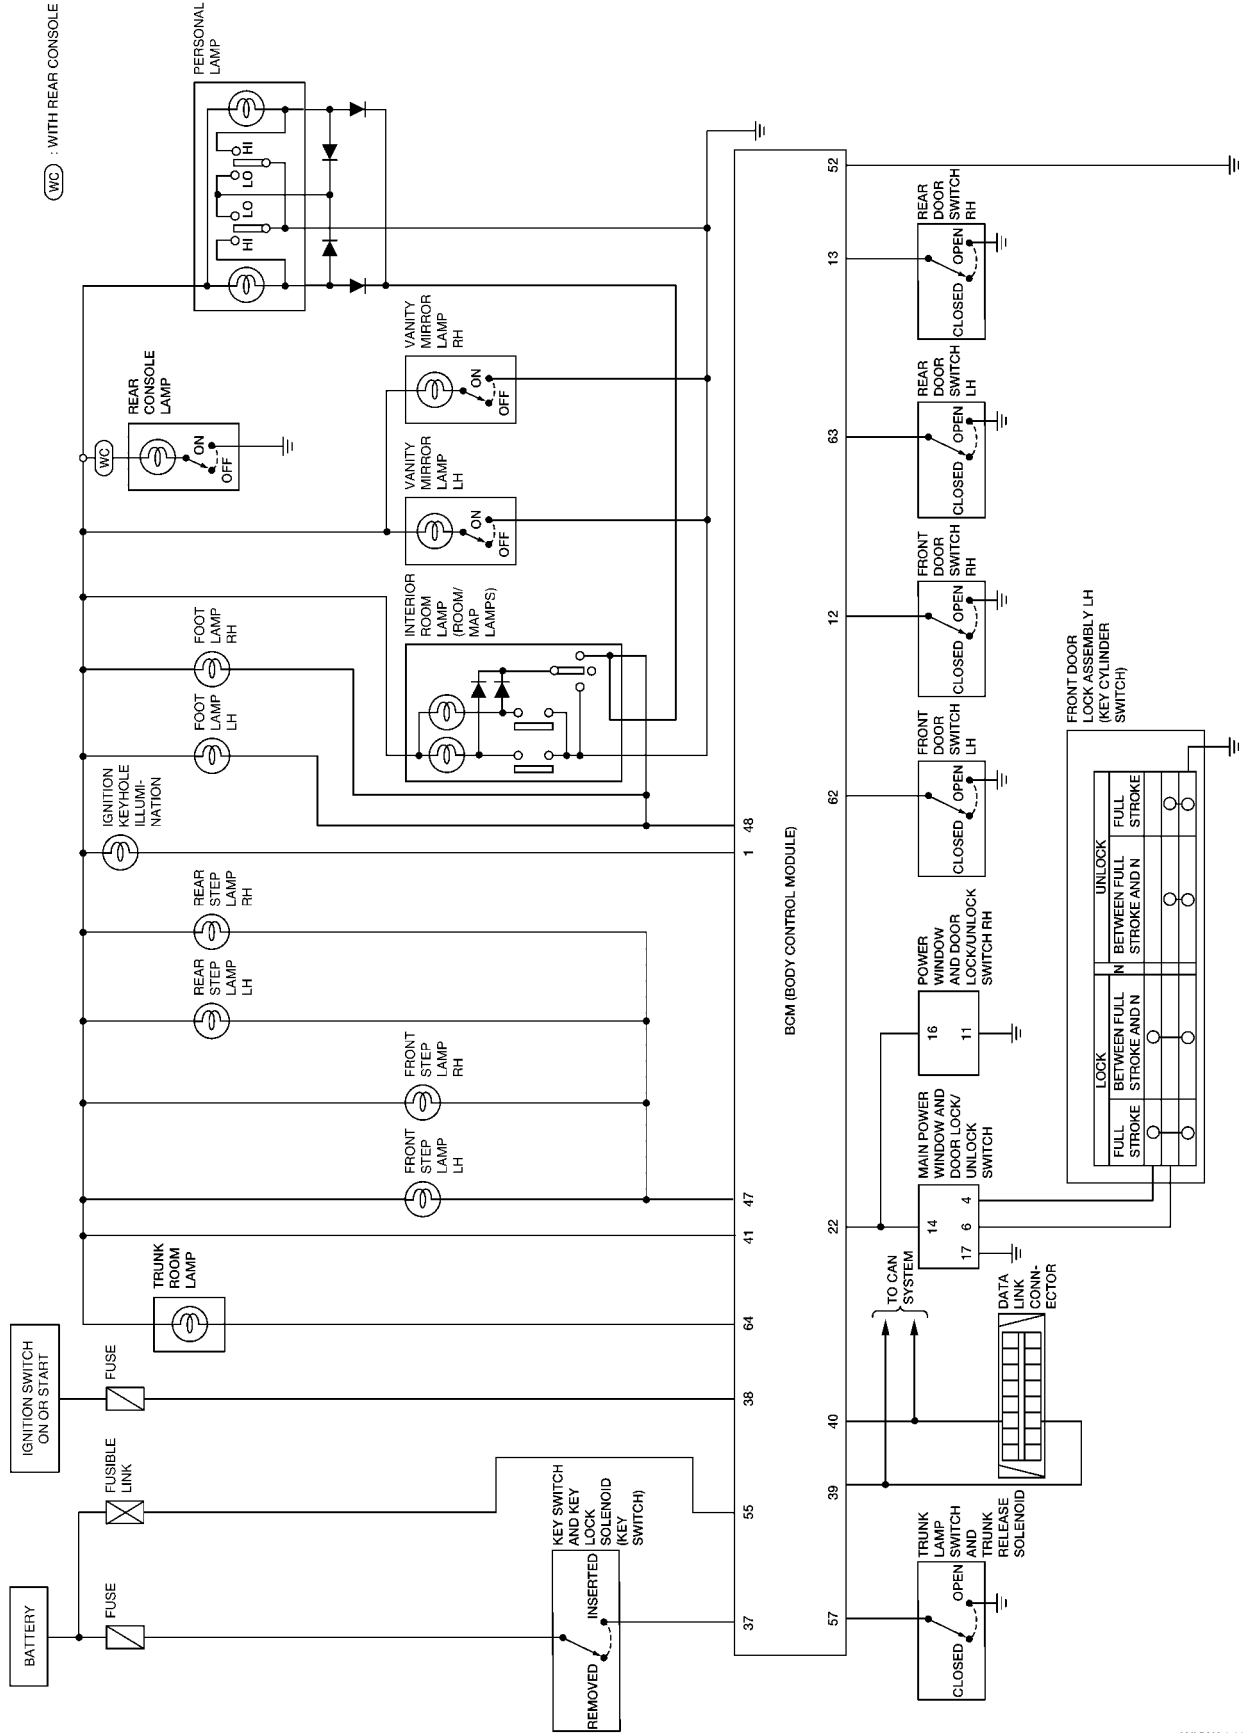 WC : WITH REAR CONSOLE
BATTERY
IGNITION SWITCH
ON OR START
FUSE
FUSIBLE
LINK
FUSE
KEY SWITCH
AND KEY
LOCK
SOLENOID
(KEY
SWITCH)
REMOVED
INSERTED
TRUNK
ROOM
LAMP
FRONT
STEP
LAMP
LH
FRONT
STEP
LAMP
RH
REAR
STEP
LAMP
LH
REAR
STEP
LAMP
RH
IGNITION
KEYHOLE
ILLUMI-
NATION
FOOT
LAMP
LH
FOOT
LAMP
RH
INTERIOR
ROOM
LAMP
(ROOM/
MAP
LAMPS)
VANITY
MIRROR
LAMP
LH
OFF
ON
VANITY
MIRROR
LAMP
RH
OFF
ON
REAR
CONSOLE
LAMP
WC
OFF
ON
PERSONAL
LAMP
HI
LO
LO
HI
37
55
38
64
41
47
1
48
BCM (BODY CONTROL MODULE)
57
39
40
22
62
12
63
13
52
TRUNK
LAMP
SWITCH
AND
TRUNK
RELEASE
SOLENOID
CLOSED
OPEN
TO CAN
SYSTEM
DATA
LINK
CONN-
ECTOR
MAIN POWER
WINDOW AND
DOOR LOCK/
UNLOCK
SWITCH
14
17
6
4
POWER
WINDOW
AND DOOR
LOCK/UNLOCK
SWITCH RH
16
11
FRONT
DOOR
SWITCH
LH
CLOSED
OPEN
FRONT
DOOR
SWITCH
RH
CLOSED
OPEN
REAR
DOOR
SWITCH
LH
CLOSED
OPEN
REAR
DOOR
SWITCH
RH
CLOSED
OPEN
FRONT DOOR
LOCK ASSEMBLY LH
(KEY CYLINDER
SWITCH)
LOCK
N
UNLOCK
FULL
STROKE
BETWEEN FULL
STROKE AND N
BETWEEN FULL
STROKE AND N
FULL
STROKE